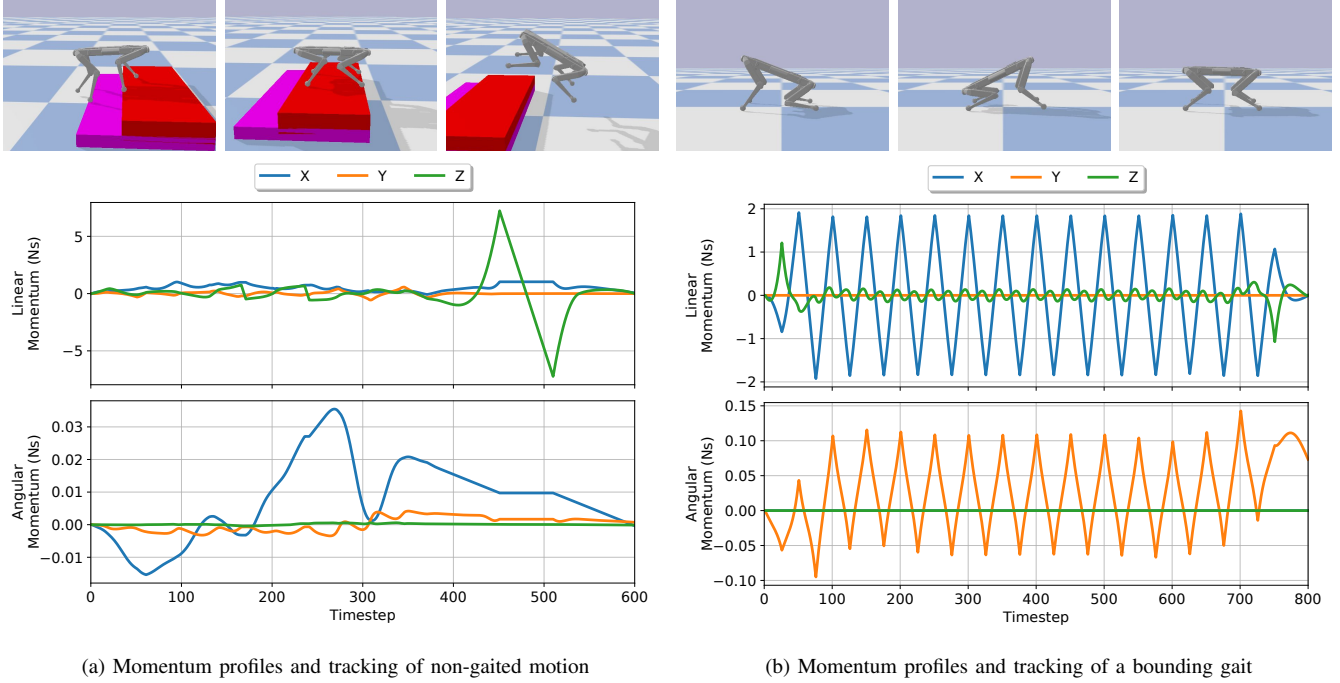 X Y Z
Linear
Momentum (Ns)
5
0
−5
Angular
Momentum (Ns)
0.03
0.02
0.01
0.00
−0.01
0 100 200 300 400 500 600
Timestep
(a) Momentum profiles and tracking of non-gaited motion
X Y Z
Linear
Momentum (Ns)
2
1
0
−1
−2
Angular
Momentum (Ns)
0.15
0.10
0.05
0.00
−0.05
−0.10
0 100 200 300 400 500 600 700 800
Timestep
(b) Momentum profiles and tracking of a bounding gait